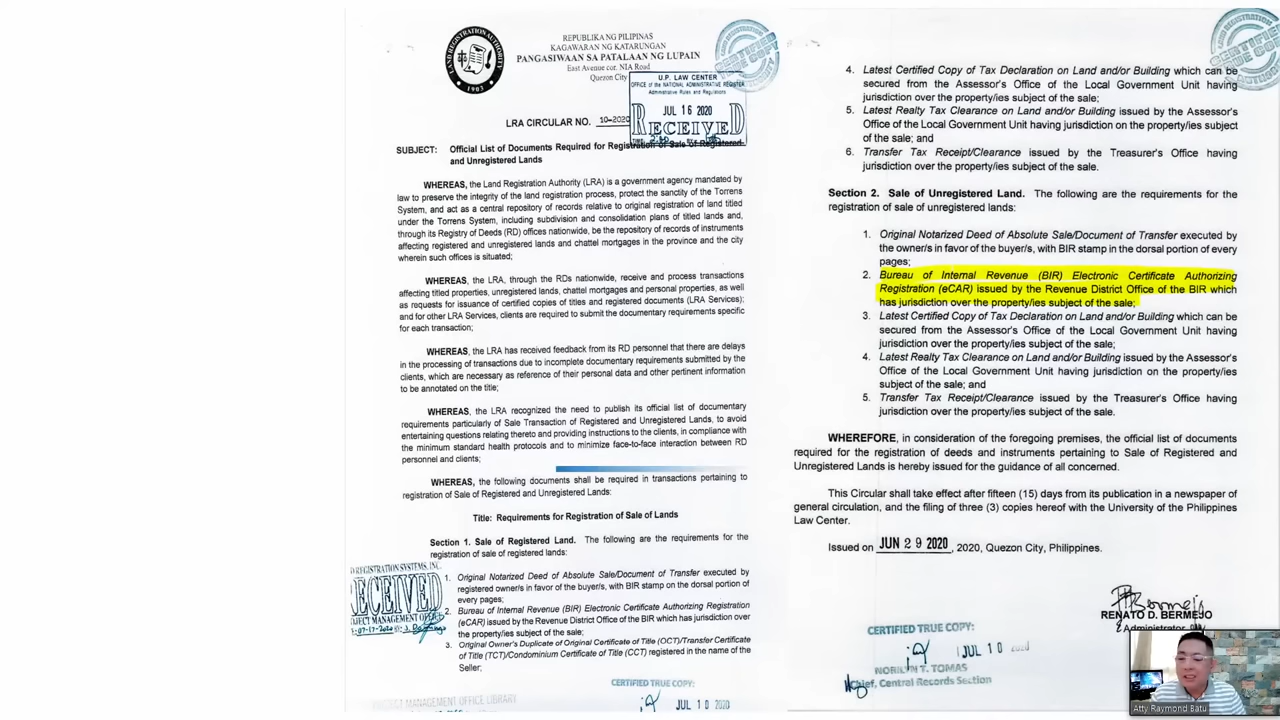 REPUBLIKA NG PILIPINAS
KAGAWARAN NG KATARUNGAN
PANGASIWAAN SA PATALAAN NG LUPAIN
East Avenue cor. NIA Road
Quezon City
LAND REGISTRATION AUTHORITY
1903
U.P. LAW CENTER
OFFICE of the NATIONAL ADMINISTRATIVE REGISTER
Administrative Rules and Regulations
JUL 16 2020
RECEIVED
LRA CIRCULAR NO. 10-2020
SUBJECT: Official List of Documents Required for Registration of Sale of Registered
and Unregistered Lands
WHEREAS, the Land Registration Authority (LRA) is a government agency mandated by
law to preserve the integrity of the land registration process, protect the sanctity of the Torrens
System, and act as a central repository of records relative to original registration of land titled
under the Torrens System, including subdivision and consolidation plans of titled lands and,
through its Registry of Deeds (RD) offices nationwide, be the repository of records of instruments
affecting registered and unregistered lands and chattel mortgages in the province and the city
wherein such offices is situated;
WHEREAS, the LRA, through the RDs nationwide, receive and process transactions
affecting titled properties, unregistered lands, chattel mortgages and personal properties, as well
as requests for issuance of certified copies of titles and registered documents (LRA Services);
and for other LRA Services, clients are required to submit the documentary requirements specific
for each transaction;
WHEREAS, the LRA has received feedback from its RD personnel that there are delays
in the processing of transactions due to incomplete documentary requirements submitted by the
clients, which are necessary as reference of their personal data and other pertinent information
to be annotated on the title;
WHEREAS, the LRA recognized the need to publish its official list of documentary
requirements particularly of Sale Transaction of Registered and Unregistered Lands, to avoid
entertaining questions relating thereto and providing instructions to the clients, in compliance with
the minimum standard health protocols and to minimize face-to-face interaction between RD
personnel and clients;
WHEREAS, the following documents shall be required in transactions pertaining to
registration of Sale of Registered and Unregistered Lands:
Title: Requirements for Registration of Sale of Lands
Section 1. Sale of Registered Land. The following are the requirements for the
registration of sale of registered lands:
1. Original Notarized Deed of Absolute Sale/Document of Transfer executed by
registered owner/s in favor of the buyer/s, with BIR stamp on the dorsal portion of
every pages;
2. Bureau of Internal Revenue (BIR) Electronic Certificate Authorizing Registration
(eCAR) issued by the Revenue District Office of the BIR which has jurisdiction over
the property/ies subject of the sale;
3. Original Owner's Duplicate of Original Certificate of Title (OCT)/Transfer Certificate
of Title (TCT)/Condominium Certificate of Title (CCT) registered in the name of the
Seller;
REGISTRATION SYSTEMS, INC.
RECEIVED
PROJECT MANAGEMENT OFFICE
CERTIFIED TRUE COPY:
JUL 10 2020
PROJECT MANAGEMENT OFFICE LIBRARY
4. Latest Certified Copy of Tax Declaration on Land and/or Building which can be
secured from the Assessor's Office of the Local Government Unit having
jurisdiction over the property/ies subject of the sale;
5. Latest Realty Tax Clearance on Land and/or Building issued by the Assessor's
Office of the Local Government Unit having jurisdiction on the property/ies subject
of the sale; and
6. Transfer Tax Receipt/Clearance issued by the Treasurer's Office having
jurisdiction over the property/ies subject of the sale.
Section 2. Sale of Unregistered Land. The following are the requirements for the
registration of sale of unregistered lands:
1. Original Notarized Deed of Absolute Sale/Document of Transfer executed by
the owner/s in favor of the buyer/s, with BIR stamp in the dorsal portion of every
pages;
2. Bureau of Internal Revenue (BIR) Electronic Certificate Authorizing
Registration (eCAR) issued by the Revenue District Office of the BIR which
has jurisdiction over the property/ies subject of the sale;
3. Latest Certified Copy of Tax Declaration on Land and/or Building which can be
secured from the Assessor's Office of the Local Government Unit having
jurisdiction over the property/ies subject of the sale;
4. Latest Realty Tax Clearance on Land and/or Building issued by the Assessor's
Office of the Local Government Unit having jurisdiction on the property/ies
subject of the sale; and
5. Transfer Tax Receipt/Clearance issued by the Treasurer's Office having
jurisdiction over the property/ies subject of the sale.
WHEREFORE, in consideration of the foregoing premises, the official list of documents
required for the registration of deeds and instruments pertaining to Sale of Registered and
Unregistered Lands is hereby issued for the guidance of all concerned.
This Circular shall take effect after fifteen (15) days from its publication in a newspaper of
general circulation, and the filing of three (3) copies hereof with the University of the Philippines
Law Center.
Issued on JUN 29 2020, 2020, Quezon City, Philippines.
RENATO D. BERMEJO
Administrator
CERTIFIED TRUE COPY:
JUL 10 2020
NORILYN T. TOMAS
Chief, Central Records Section
Atty Raymond Batu